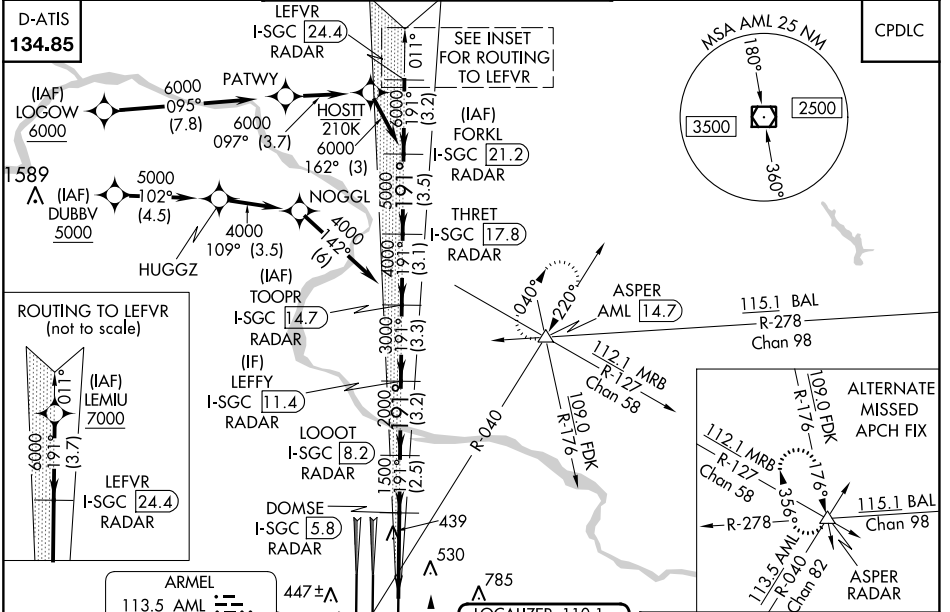 D-ATIS
134.85
LEFVR
I-SGC 24.4
RADAR
011°
SEE INSET
FOR ROUTING
TO LEFVR
MSA AML 25 NM
180°
360°
3500
2500
CPDLC
(IAF)
LOGOW
6000
6000
095°
(7.8)
PATWY
6000
097° (3.7)
HOSTT
210K
6000
162° (3)
6000
191°
(3.2)
(IAF)
FORKL
I-SGC 21.2
RADAR
5000
191°
(3.5)
THRET
I-SGC 17.8
RADAR
1589
(IAF)
DUBBV
5000
5000
102°
(4.5)
HUGGZ
4000
109° (3.5)
NOGGL
4000
142°
(6)
4000
191°
(3.1)
(IAF)
TOOPR
I-SGC 14.7
RADAR
3000
191°
(3.3)
(IF)
LEFFY
I-SGC 11.4
RADAR
2000
191°
(3.2)
LOOOT
I-SGC 8.2
RADAR
1500
191°
(2.5)
DOMSE
I-SGC 5.8
RADAR
439
530
447±
785
040°
220°
ASPER
AML 14.7
115.1 BAL
R-278
Chan 98
112.1 MRB
R-127
Chan 58
109.0 FDK
R-176
R-040
ROUTING TO LEFVR
(not to scale)
011°
(IAF)
LEMIU
7000
6000
191°
(3.7)
LEFVR
I-SGC 24.4
RADAR
ALTERNATE
MISSED
APCH FIX
109.0 FDK
R-176
112.1 MRB
R-127
Chan 58
176°
356°
115.1 BAL
Chan 98
R-278
113.5 AML
R-040
Chan 82
ASPER
RADAR
ARMEL
113.5 AML
LOCALIZER 110.1